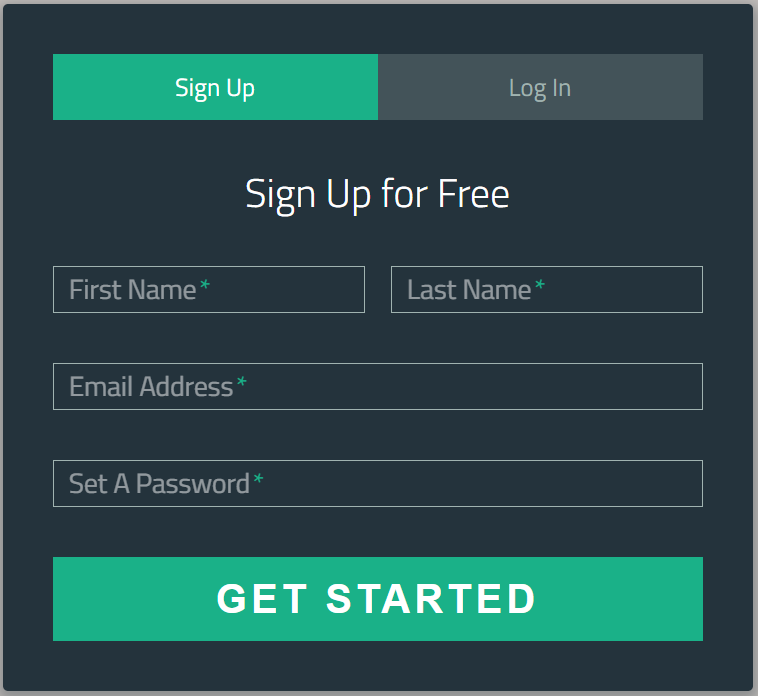 Sign Up Log In
Sign Up for Free
First Name* Last Name*
Email Address*
Set A Password*
GET STARTED